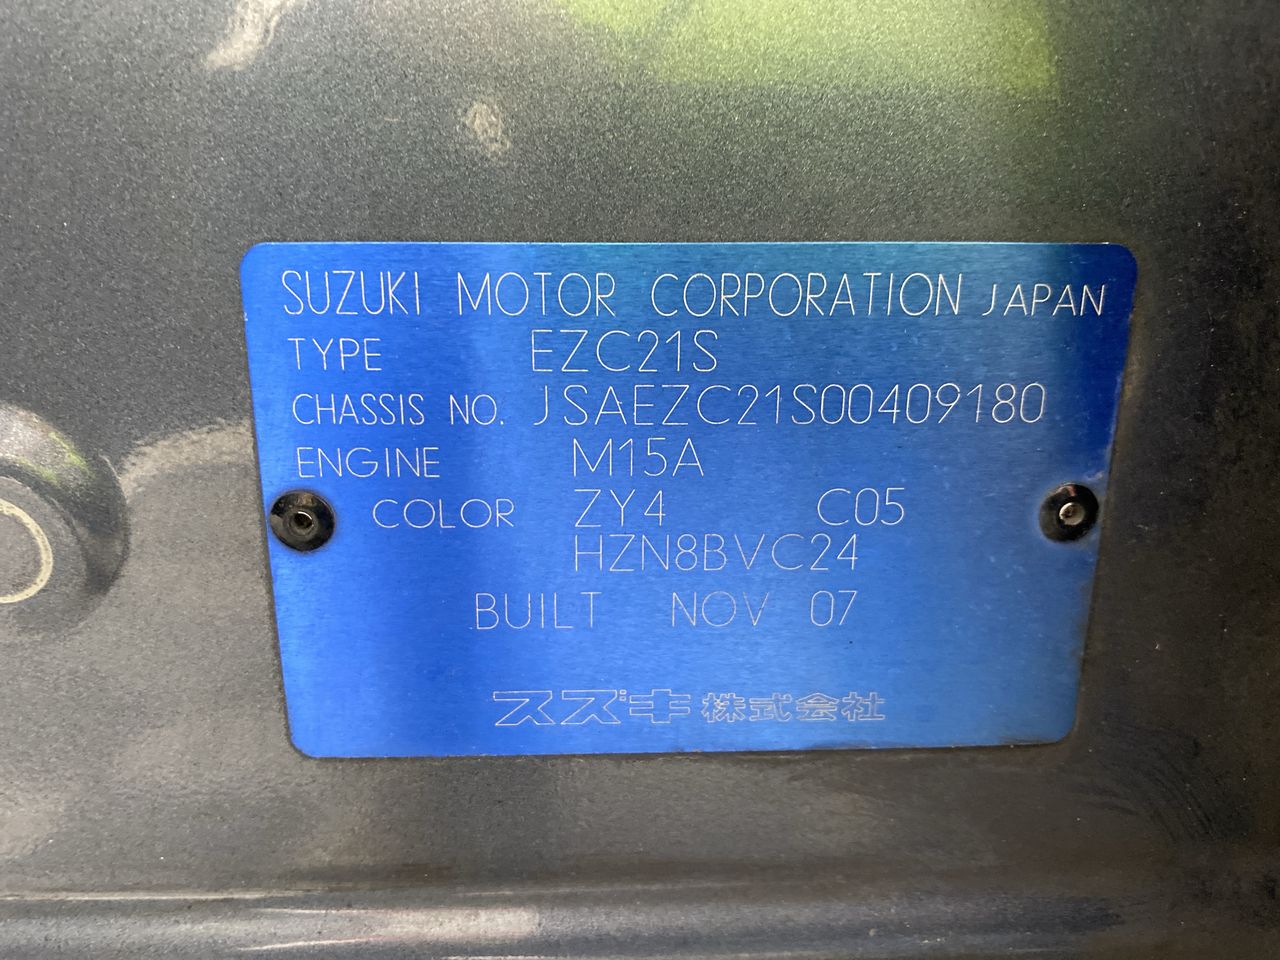 SUZUKI MOTOR CORPORATION JAPAN
TYPE EZC21S
CHASSIS NO. JSAEZC21S00409180
ENGINE M15A
COLOR ZY4 C05
HZN8BVC24
BUILT NOV 07
スズキ株式会社